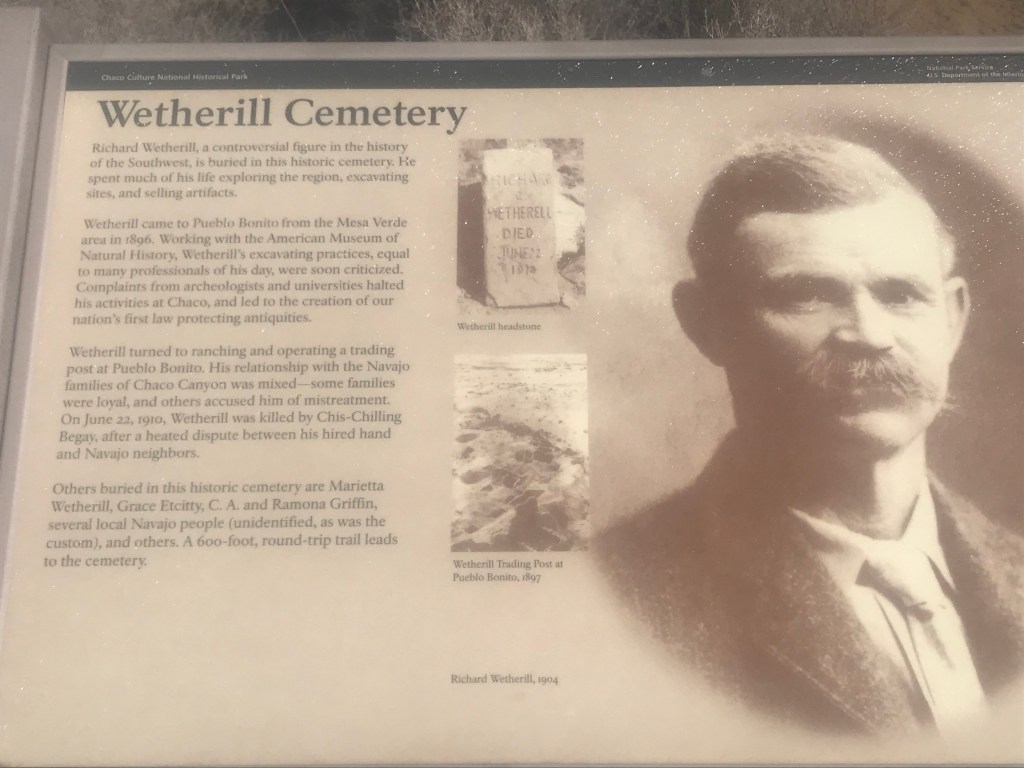 Chaco Culture National Historical Park
National Park Service
U.S. Department of the Interior
Wetherill Cemetery
Richard Wetherill, a controversial figure in the history
of the Southwest, is buried in this historic cemetery. He
spent much of his life exploring the region, excavating
sites, and selling artifacts.
Wetherill came to Pueblo Bonito from the Mesa Verde
area in 1896. Working with the American Museum of
Natural History, Wetherill's excavating practices, equal
to many professionals of his day, were soon criticized.
Complaints from archeologists and universities halted
his activities at Chaco, and led to the creation of our
nation's first law protecting antiquities.
Wetherill turned to ranching and operating a trading
post at Pueblo Bonito. His relationship with the Navajo
families of Chaco Canyon was mixed—some families
were loyal, and others accused him of mistreatment.
On June 22, 1910, Wetherill was killed by Chis-Chilling
Begay, after a heated dispute between his hired hand
and Navajo neighbors.
Others buried in this historic cemetery are Marietta
Wetherill, Grace Etcitty, C. A. and Ramona Griffin,
several local Navajo people (unidentified, as was the
custom), and others. A 600-foot, round-trip trail leads
to the cemetery.
WETHERELL
DIED
JUNE 22
1910
Wetherill headstone
Wetherill Trading Post at
Pueblo Bonito, 1897
Richard Wetherill, 1904